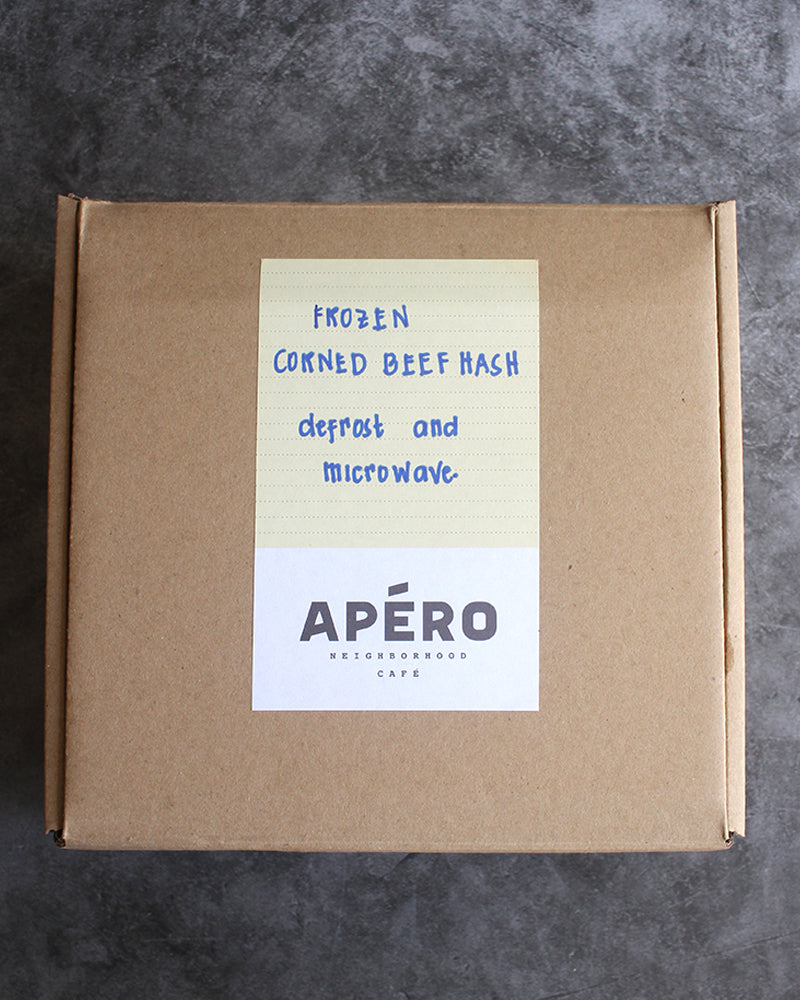 FROZEN
CORNED BEEF HASH
defrost and
microwave.
APÉRO
NEIGHBORHOOD
CAFÉ